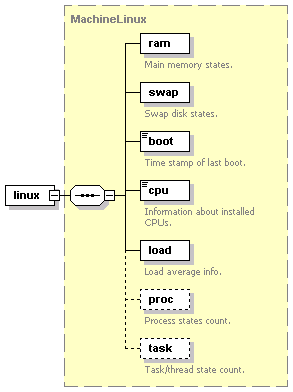 MachineLinux
ram
Main memory states.
swap
Swap disk states.
boot
Time stamp of last boot.
linux
cpu
Information about installed
CPUs.
load
Load average info.
proc
Process states count.
task
Task/thread state count.